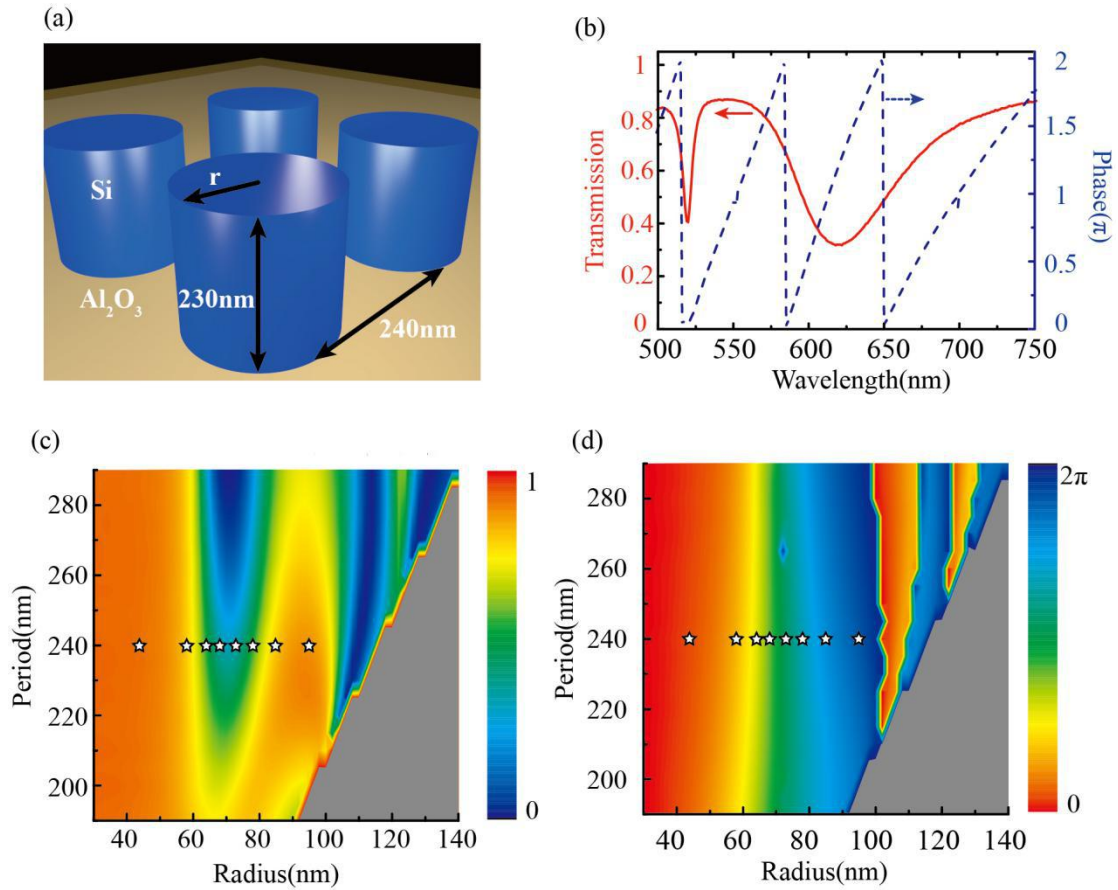 (a)
Si
r
230nm
240nm
Al₂O₃
(b)
Transmission
1
0.8
0.6
0.4
0.2
0
2
1.5
1
0.5
0
Phase(π)
500 550 600 650 700 750
Wavelength(nm)
(c)
Period(nm)
280
260
240
220
200
40 60 80 100 120 140
Radius(nm)
1
0
(d)
Period(nm)
280
260
240
220
200
40 60 80 100 120 140
Radius(nm)
2π
0